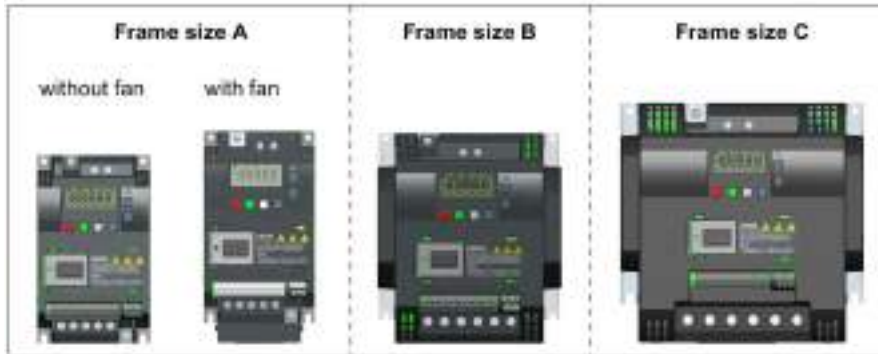 Frame size A
Frame size B
Frame size C
without fan
with fan